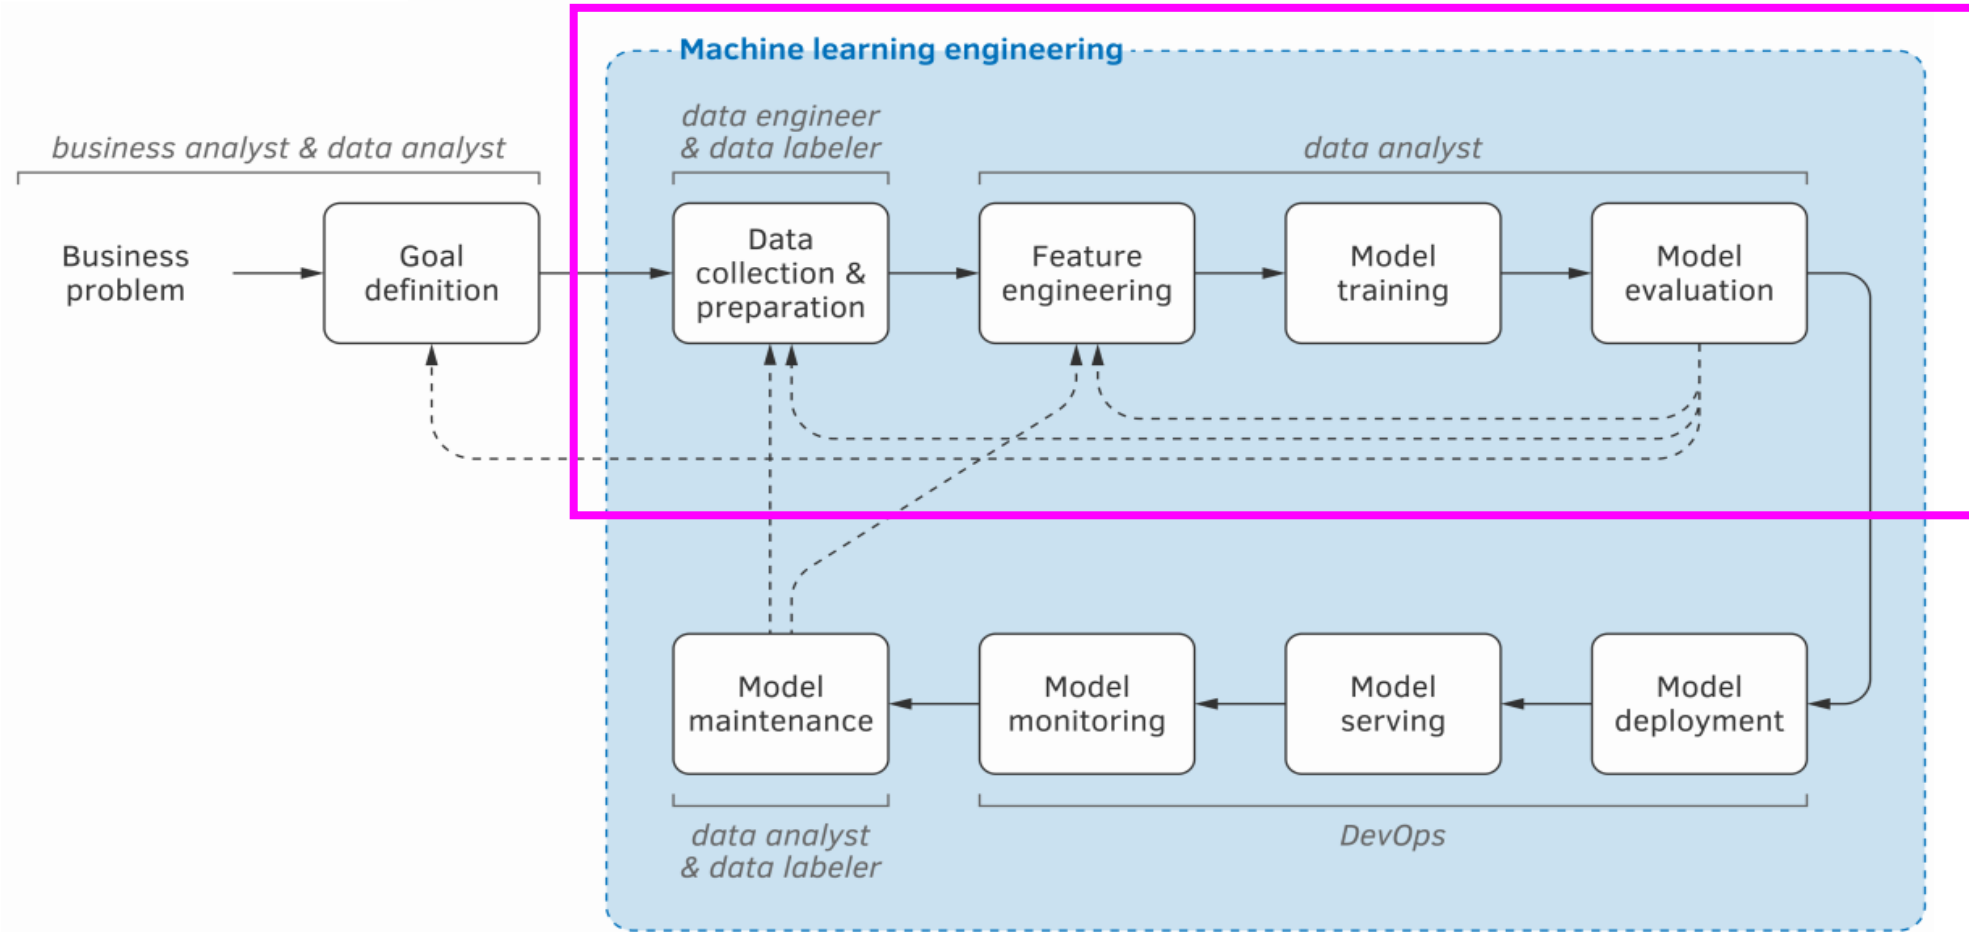 Machine learning engineering
business analyst & data analyst
data engineer
& data labeler
data analyst
Business
problem
Goal
definition
Data
collection &
preparation
Feature
engineering
Model
training
Model
evaluation
Model
maintenance
Model
monitoring
Model
serving
Model
deployment
data analyst
& data labeler
DevOps